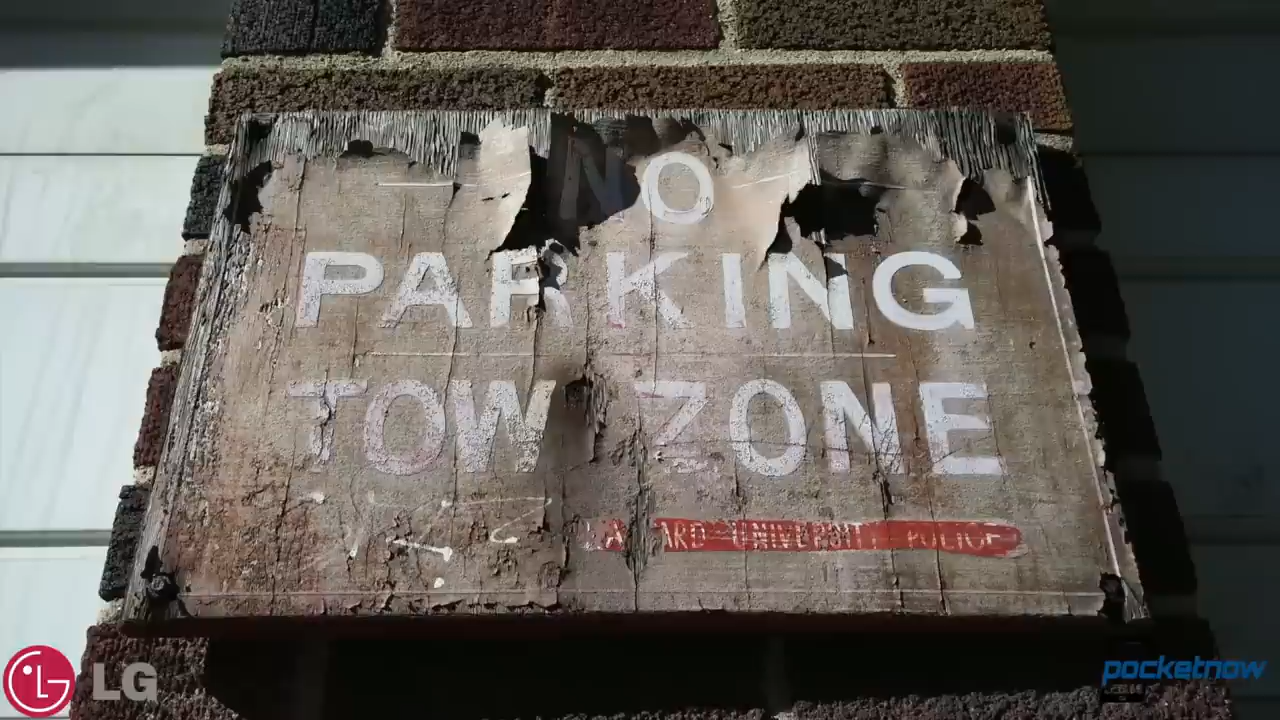 NO
PARKING
TOW ZONE
UNIVERSITY POLICE
LG
pocketnow